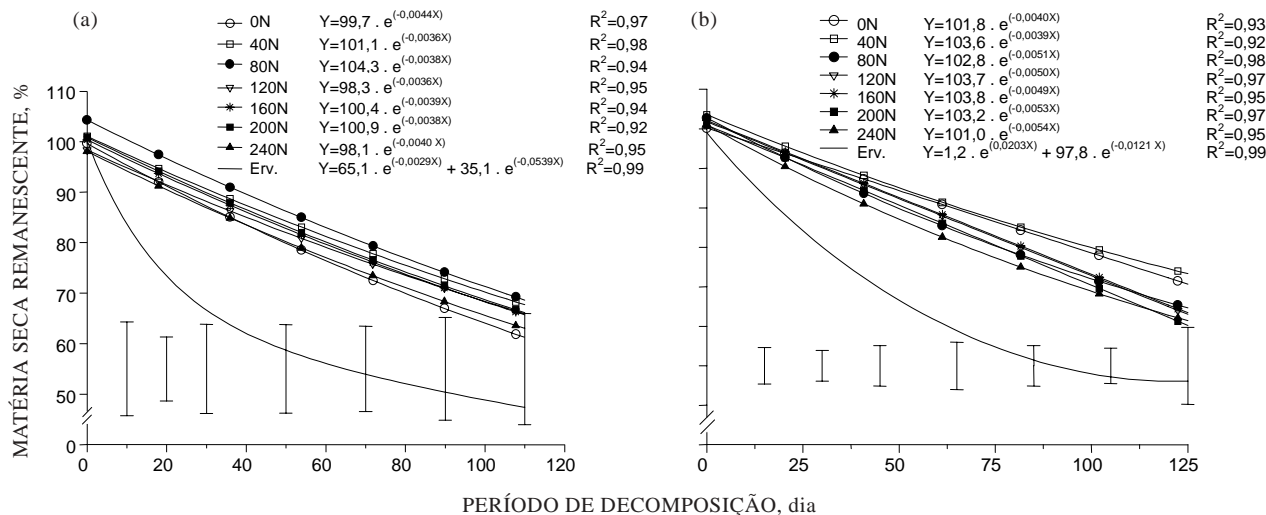 (a)
0N Y=99,7 . e(-0,0044X) R2=0,97
40N Y=101,1 . e(-0,0036X) R2=0,98
80N Y=104,3 . e(-0,0038X) R2=0,94
120N Y=98,3 . e(-0,0036X) R2=0,95
160N Y=100,4 . e(-0,0039X) R2=0,94
200N Y=100,9 . e(-0,0038X) R2=0,92
240N Y=98,1 . e(-0,0040 X) R2=0,95
Erv. Y=65,1 . e(-0,0029X) + 35,1 . e(-0,0539X) R2=0,99
(b)
0N Y=101,8 . e(-0,0040X) R2=0,93
40N Y=103,6 . e(-0,0039X) R2=0,92
80N Y=102,8 . e(-0,0051X) R2=0,98
120N Y=103,7 . e(-0,0050X) R2=0,97
160N Y=103,8 . e(-0,0049X) R2=0,95
200N Y=103,2 . e(-0,0053X) R2=0,97
240N Y=101,0 . e(-0,0054X) R2=0,95
Erv. Y=1,2 . e(0,0203X) + 97,8 . e(-0,0121 X) R2=0,99
MATÉRIA SECA REMANESCENTE, %
110
100
90
80
70
60
50
0
0 20 40 60 80 100 120
0 25 50 75 100 125
PERÍODO DE DECOMPOSIÇÃO, dia